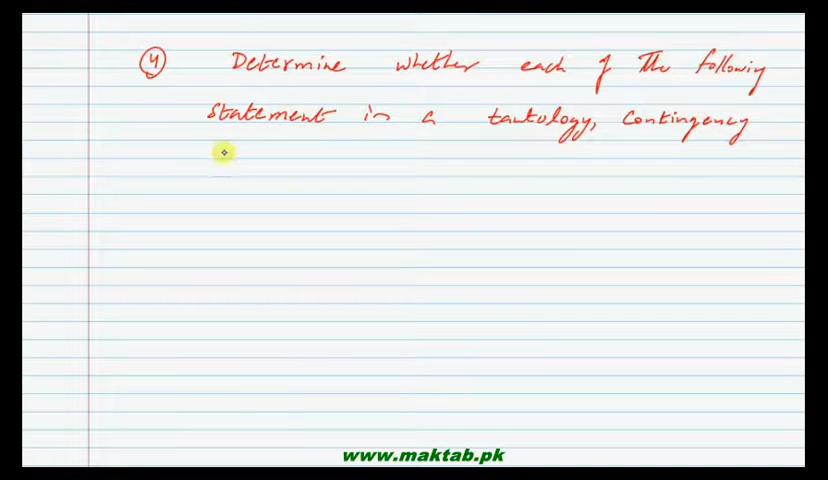 ④ Determine whether each of the following
statement is a tautology, contingency
www.maktab.pk